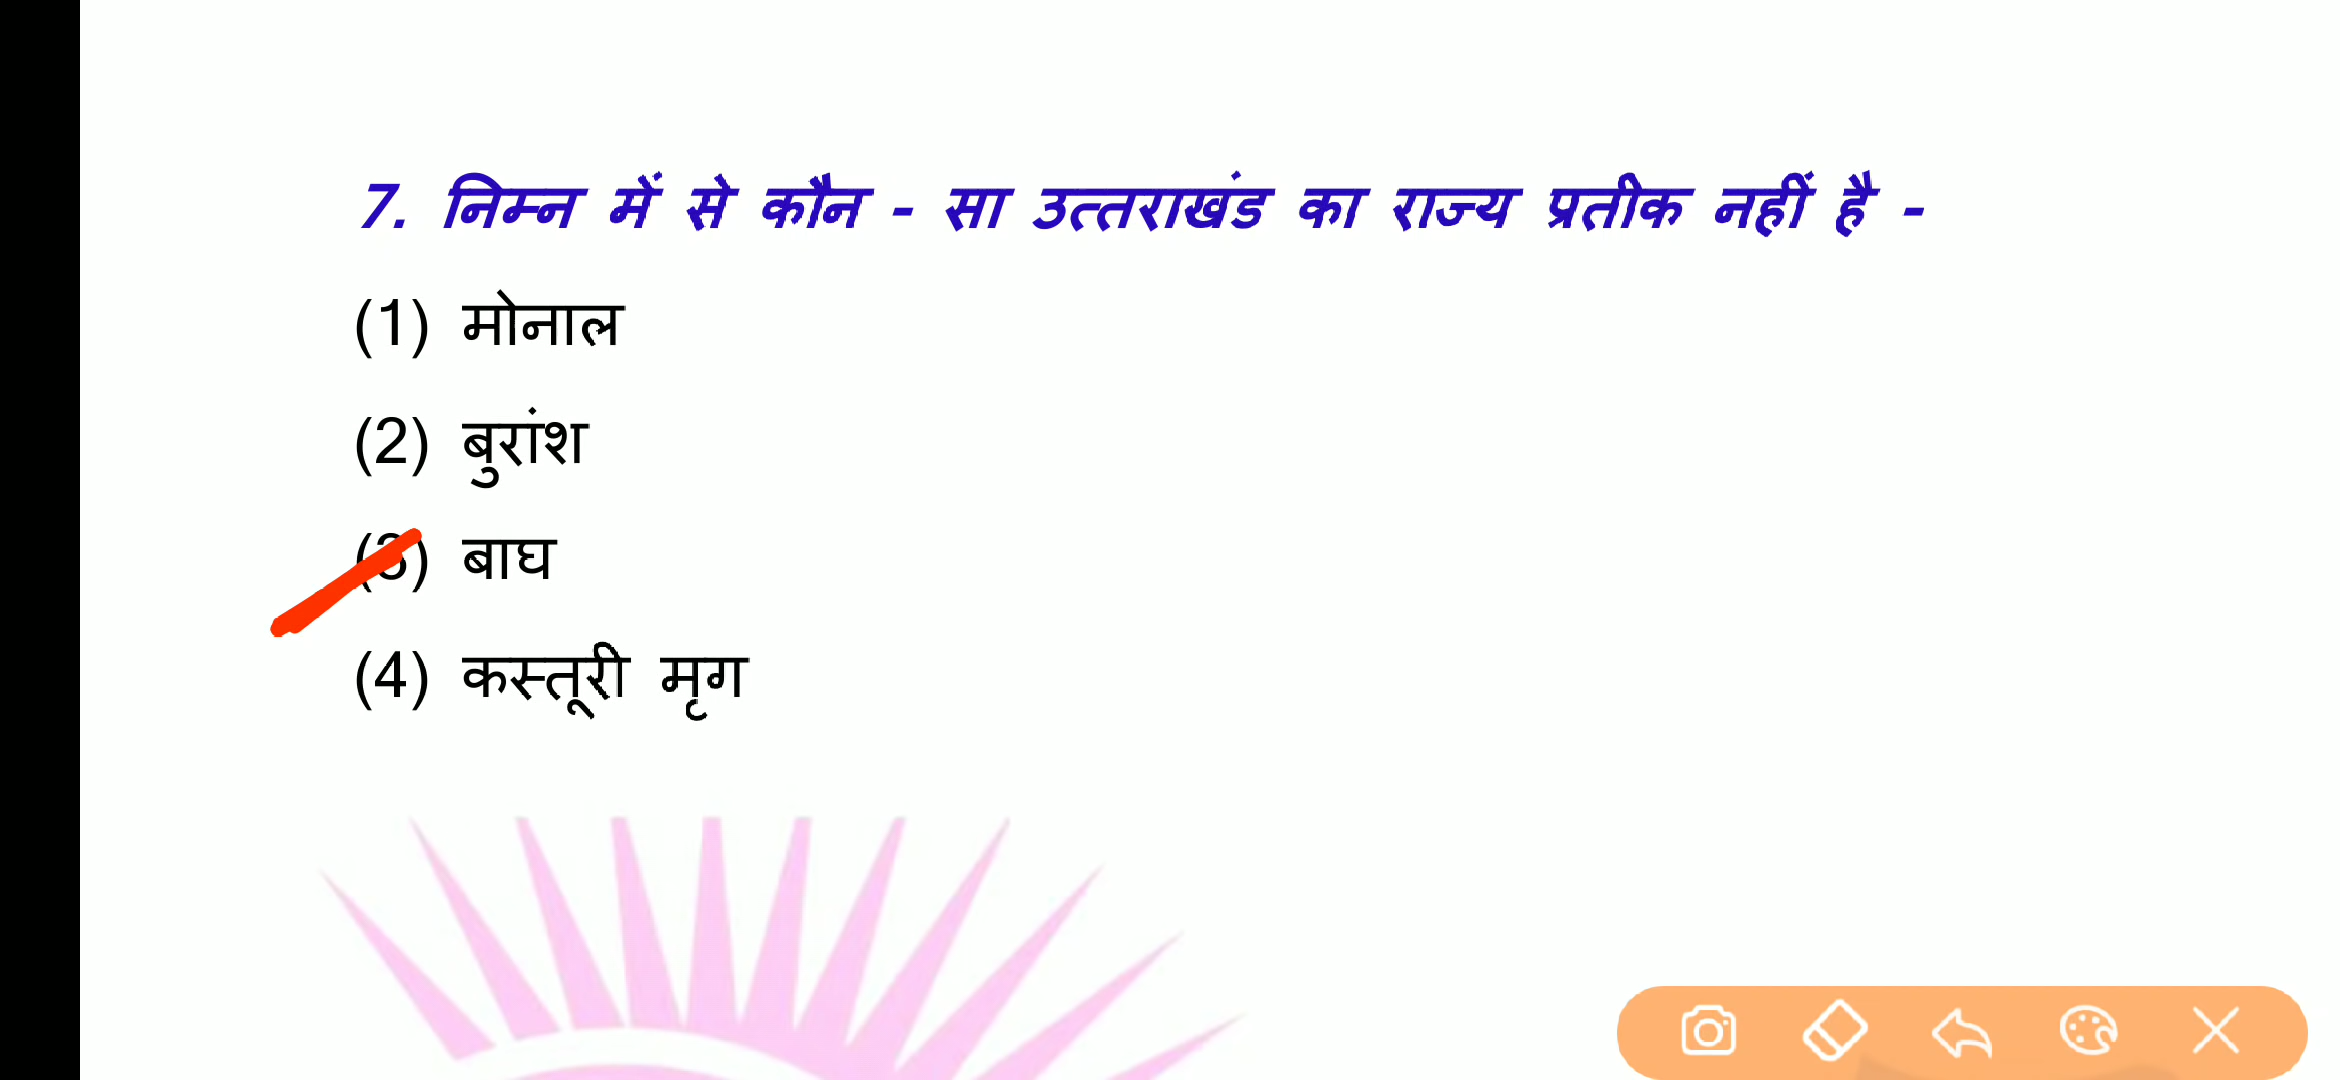 7. निम्न में से कौन - सा उत्तराखंड का राज्य प्रतीक नहीं है -
(1) मोनाल
(2) बुरांश
(3) बाघ
(4) कस्तूरी मृग